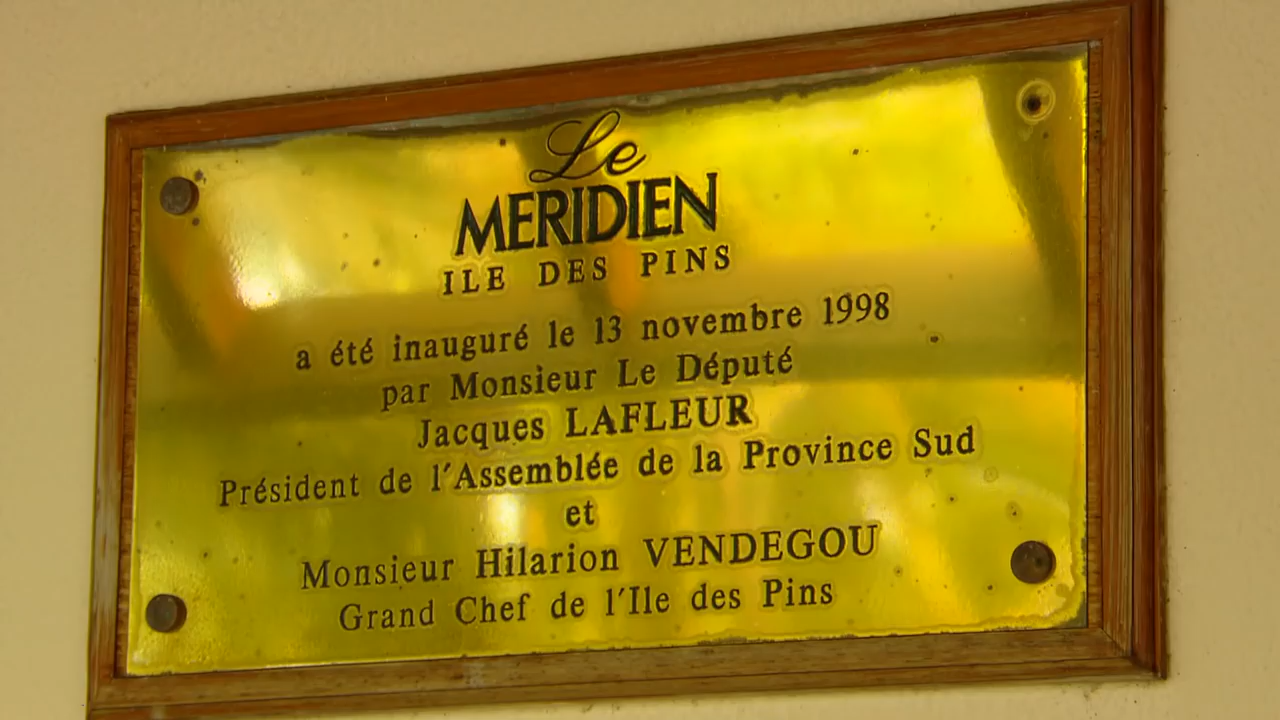 Le
MERIDIEN
ILE DES PINS
a été inauguré le 13 novembre 1998
par Monsieur Le Député
Jacques LAFLEUR
Président de l'Assemblée de la Province Sud
et
Monsieur Hilarion VENDEGOU
Grand Chef de l'Ile des Pins